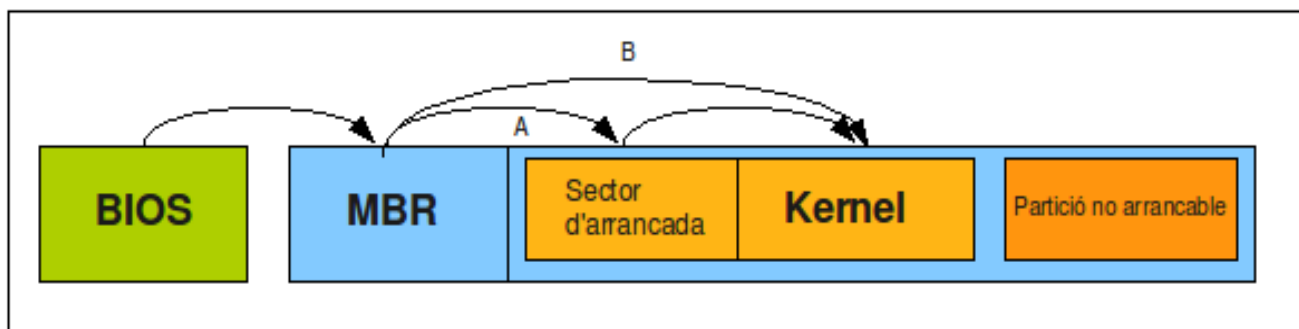 B
A
BIOS
MBR
Sector
d'arrancada
Kernel
Partició no arrancable